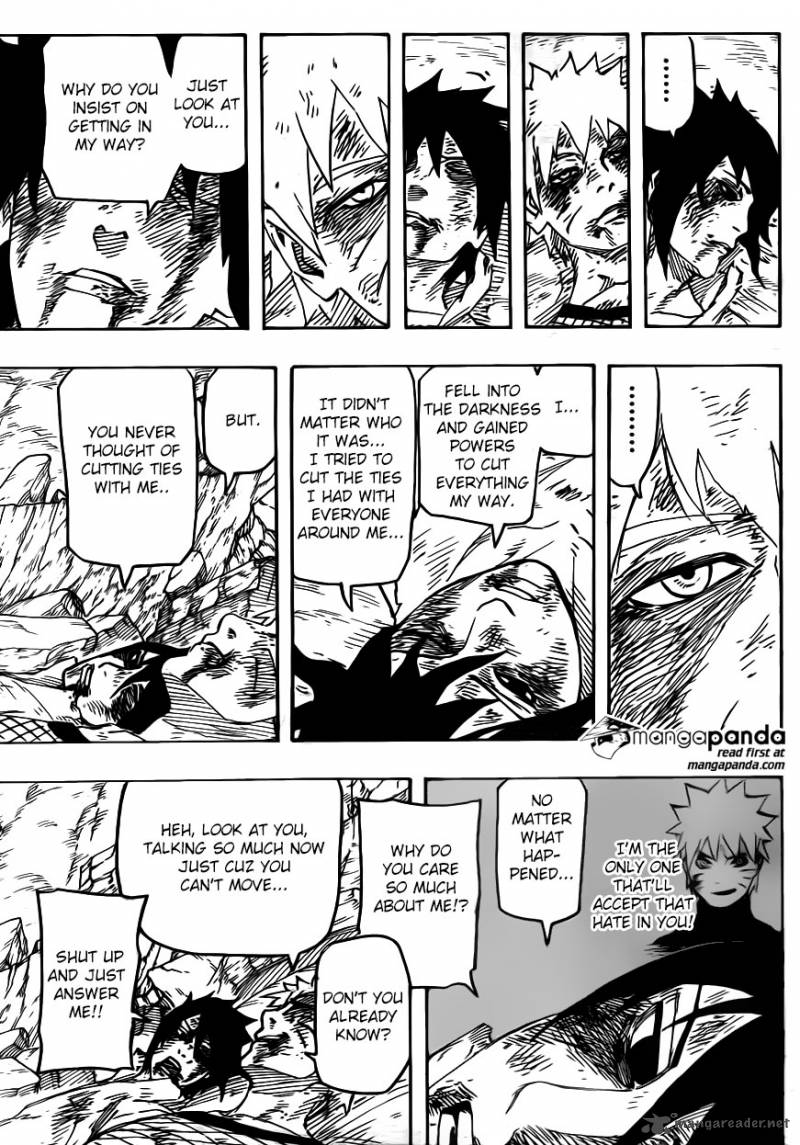 ........
JUST
LOOK AT
YOU...
WHY DO YOU
INSIST ON
GETTING IN
MY WAY?
.........
I...
FELL INTO
THE DARKNESS
AND GAINED
POWERS
TO CUT
EVERYTHING
MY WAY.
IT DIDN'T
MATTER WHO
IT WAS...
I TRIED TO
CUT THE TIES
I HAD WITH
EVERYONE
AROUND ME...
BUT.
YOU NEVER
THOUGHT OF
CUTTING TIES
WITH ME..
mangapanda
read first at
mangapanda.com
I'M THE
ONLY ONE
THAT'LL
ACCEPT THAT
HATE IN YOU!
NO
MATTER
WHAT
HAP-
PENED...
WHY DO
YOU CARE
SO MUCH
ABOUT ME!?
HEH, LOOK AT YOU,
TALKING SO MUCH NOW
JUST CUZ YOU
CAN'T MOVE...
SHUT UP
AND JUST
ANSWER
ME!!
DON'T YOU
ALREADY
KNOW?
mangareader.net